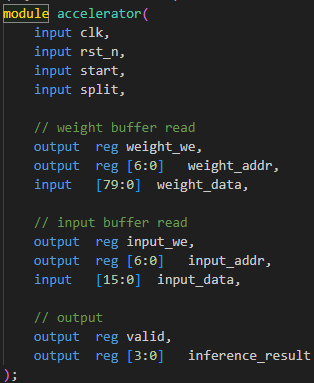 module accelerator(
input clk,
input rst_n,
input start,
input split,
// weight buffer read
output reg weight_we,
output reg [6:0] weight_addr,
input [79:0] weight_data,
// input buffer read
output reg input_we,
output reg [6:0] input_addr,
input [15:0] input_data,
// output
output reg valid,
output reg [3:0] inference_result
);